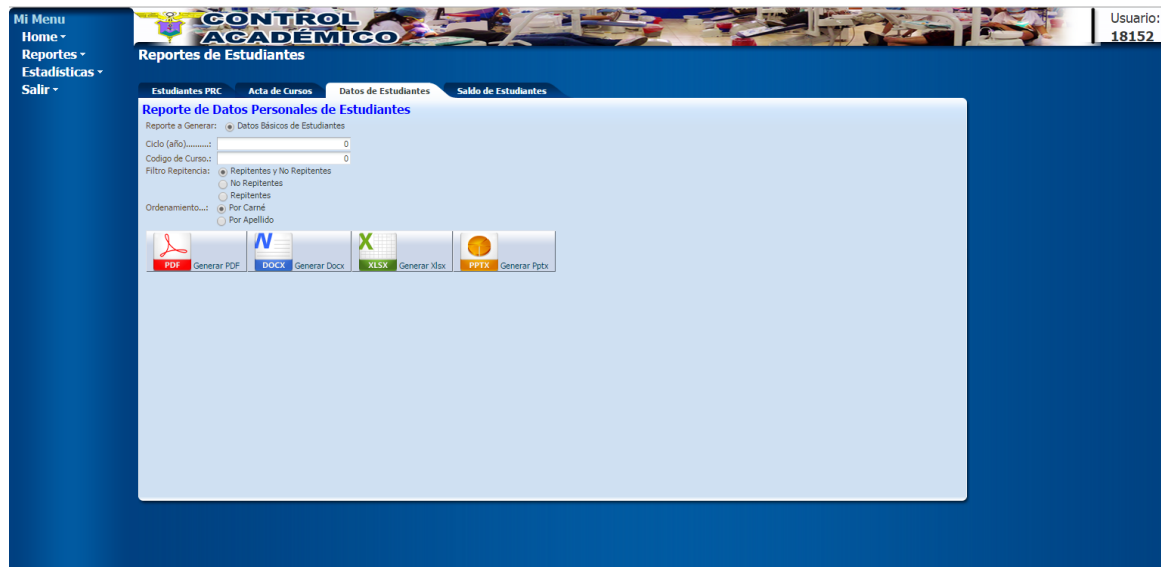 Mi Menu
Home
Reportes
Estadísticas
Salir
CONTROL
ACADÉMICO
Usuario:
18152
Reportes de Estudiantes
Estudiantes PRC Acta de Cursos Datos de Estudiantes Saldo de Estudiantes
Reporte de Datos Personales de Estudiantes
Reporte a Generar: Datos Básicos de Estudiantes
Ciclo (año).........: 0
Codigo de Curso.: 0
Filtro Repitencia: Repitentes y No Repitentes
No Repitentes
Repitentes
Ordenamiento...: Por Carné
Por Apellido
PDF Generar PDF W DOCX Generar Docx X XLSX Generar Xlsx PPTX Generar Pptx